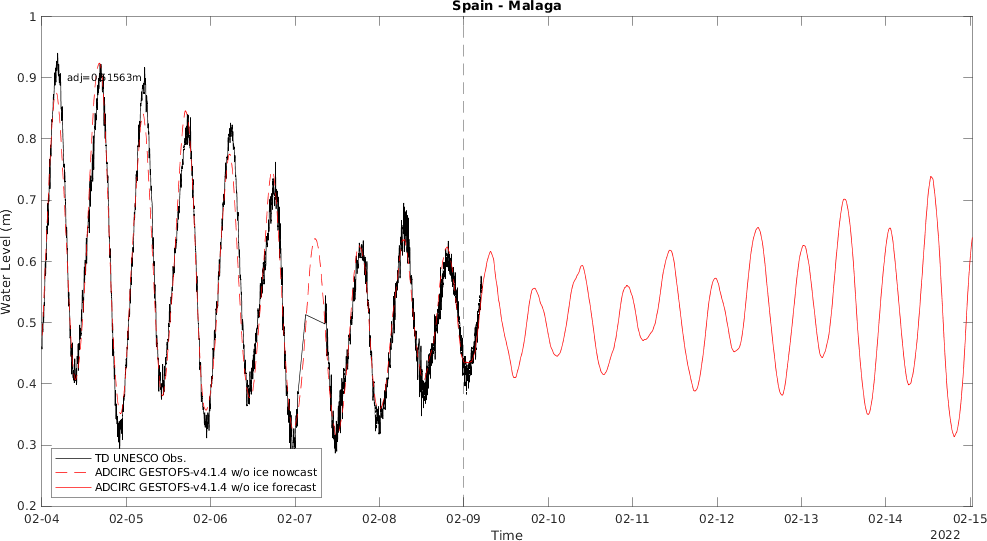 Spain - Malaga
1
0.9
0.8
0.7
0.6
0.5
0.4
0.3
0.2
Water Level (m)
adj=0.51563m
TD UNESCO Obs.
ADCIRC GESTOFS-v4.1.4 w/o ice nowcast
ADCIRC GESTOFS-v4.1.4 w/o ice forecast
02-04 02-05 02-06 02-07 02-08 02-09 02-10 02-11 02-12 02-13 02-14 02-15
Time
2022